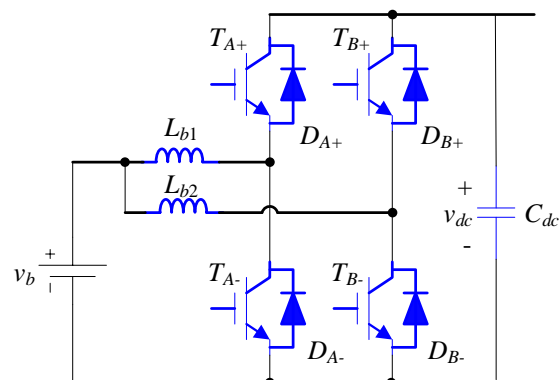 T_{A+} T_{B+}
D_{A+} D_{B+}
L_{b1}
L_{b2}
+
v_{dc} C_{dc}
-
+
v_b
-
T_{A-} T_{B-}
D_{A-} D_{B-}